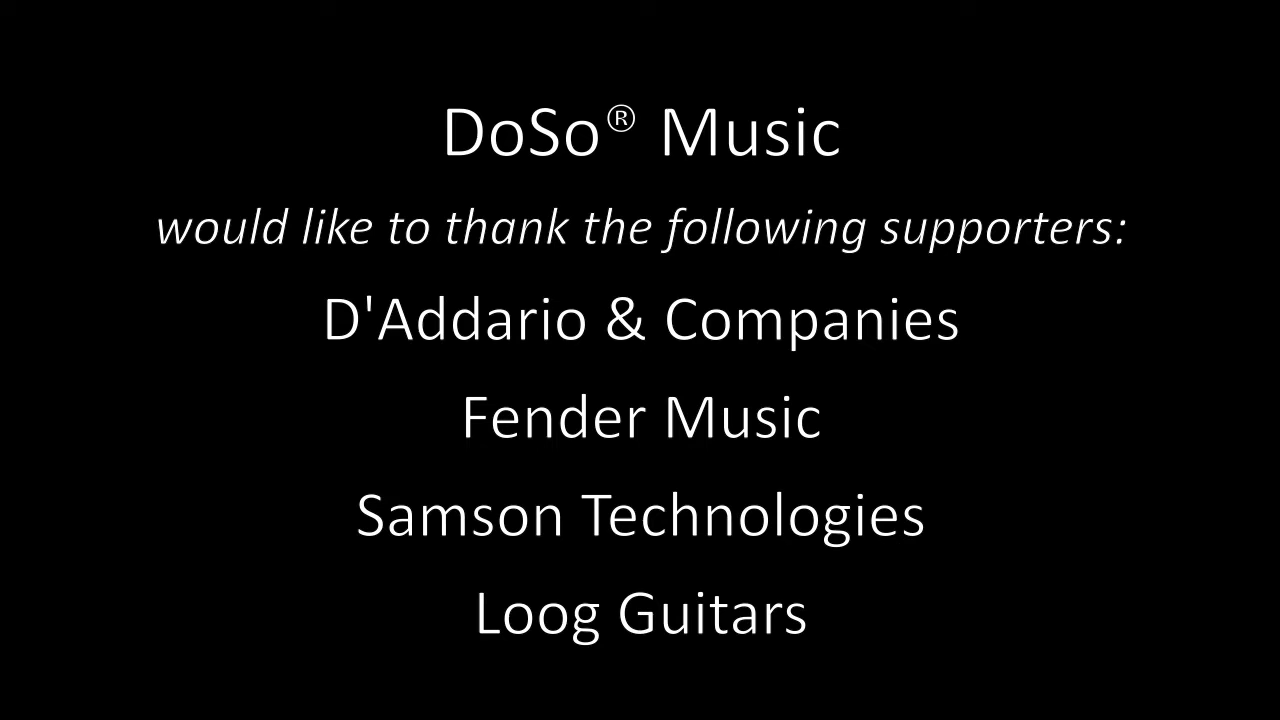 DoSo® Music
would like to thank the following supporters:
D'Addario & Companies
Fender Music
Samson Technologies
Loog Guitars